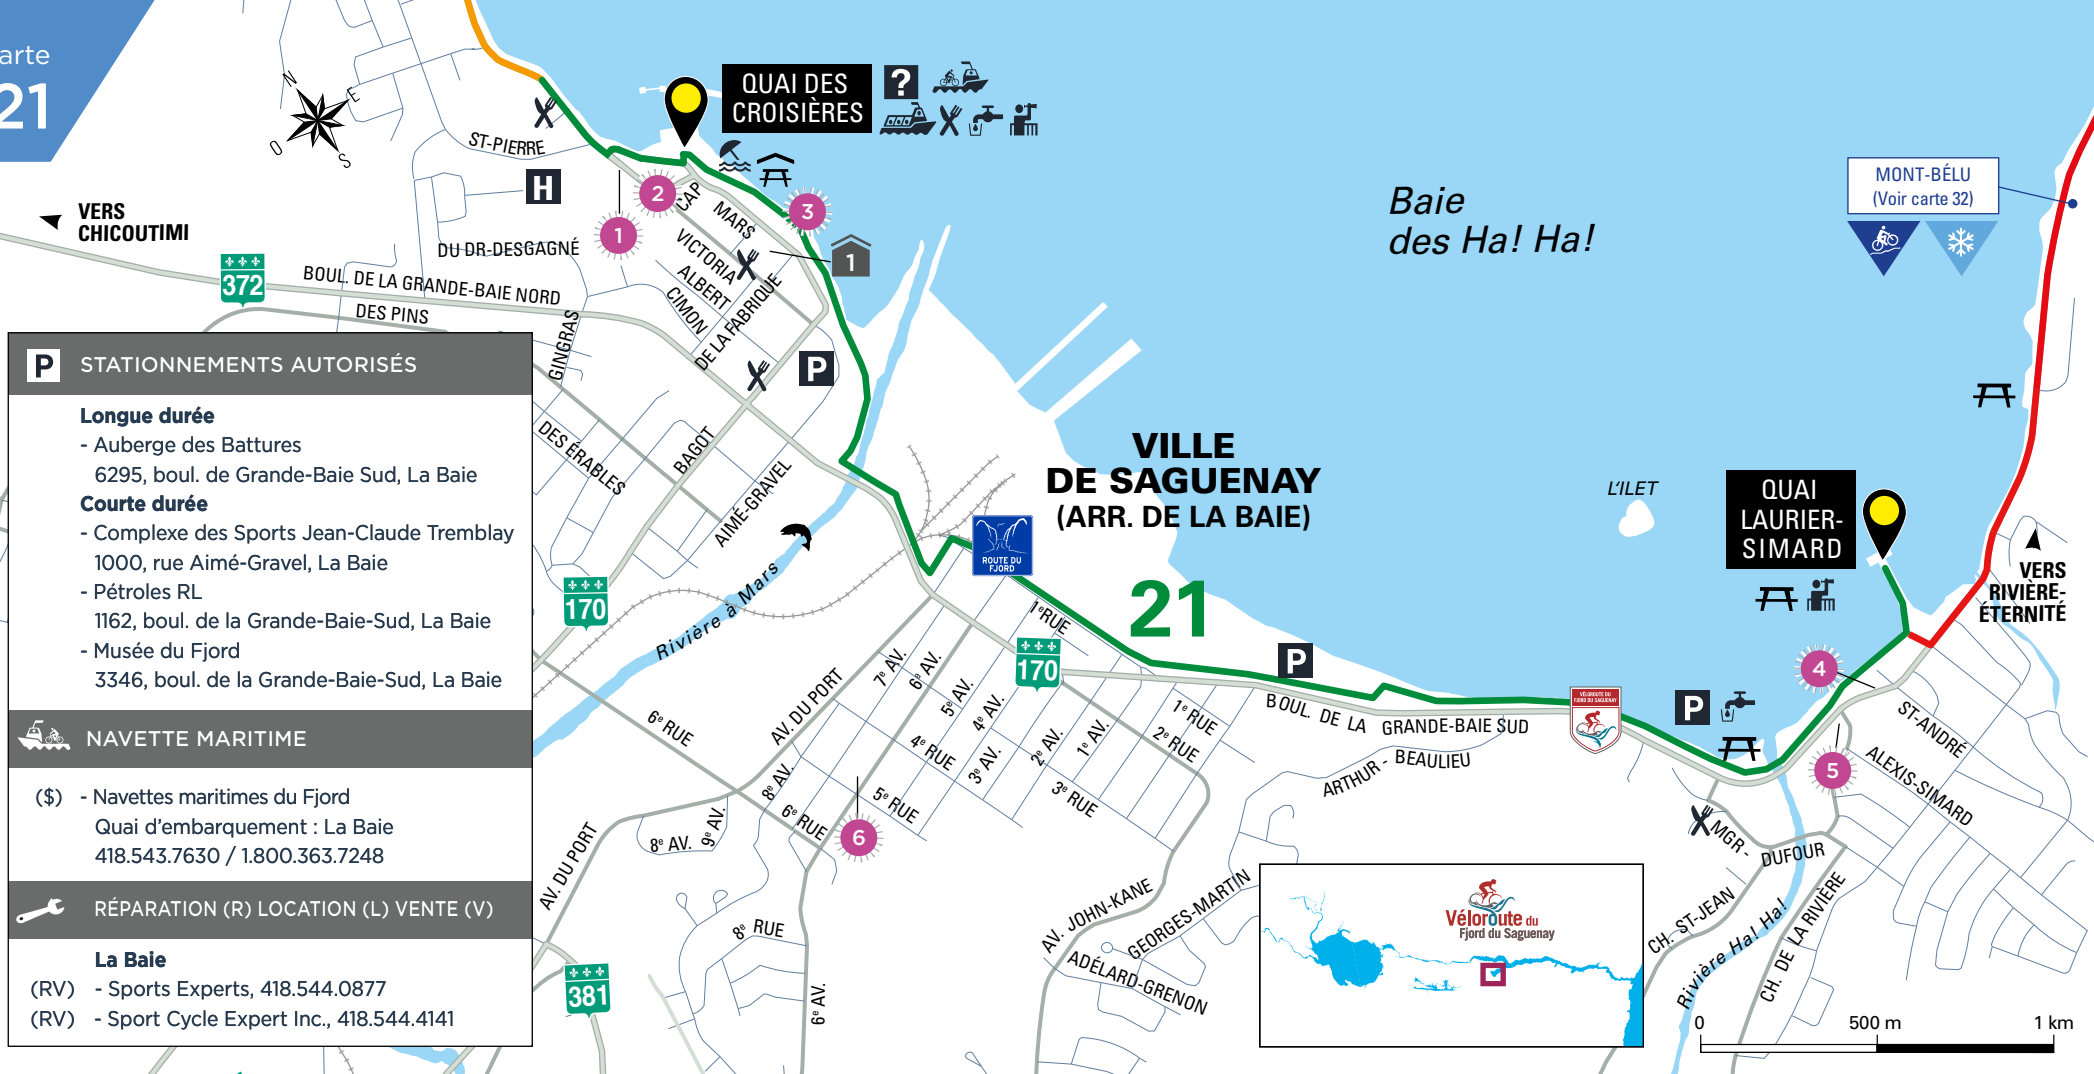 arte
21
N
E
O
S
VERS
CHICOUTIMI
372
ST-PIERRE
H
QUAI DES
CROISIÈRES
?
2
1
3
1
CAP
MARS
VICTORIA
ALBERT
CIMON
DE LA FABRIQUE
DU DR-DESGAGNÉ
BOUL. DE LA GRANDE-BAIE NORD
DES PINS
GINGRAS
DES ÉRABLES
BAGOT
AIMÉ-GRAVEL
P
Baie
des Ha! Ha!
MONT-BÉLU
(Voir carte 32)
P STATIONNEMENTS AUTORISÉS
Longue durée
- Auberge des Battures
6295, boul. de Grande-Baie Sud, La Baie
Courte durée
- Complexe des Sports Jean-Claude Tremblay
1000, rue Aimé-Gravel, La Baie
- Pétroles RL
1162, boul. de la Grande-Baie-Sud, La Baie
- Musée du Fjord
3346, boul. de la Grande-Baie-Sud, La Baie
NAVETTE MARITIME
($) - Navettes maritimes du Fjord
Quai d'embarquement : La Baie
418.543.7630 / 1.800.363.7248
RÉPARATION (R) LOCATION (L) VENTE (V)
La Baie
(RV) - Sports Experts, 418.544.0877
(RV) - Sport Cycle Expert Inc., 418.544.4141
VILLE
DE SAGUENAY
(ARR. DE LA BAIE)
ROUTE DU
FJORD
21
170
Rivière à Mars
170
L'ILET
QUAI
LAURIER-
SIMARD
VERS
RIVIÈRE-
ÉTERNITÉ
1e RUE
7e AV.
6e AV.
5e AV.
4e AV.
3e AV.
2e AV.
1e AV.
1e RUE
2e RUE
3e RUE
4e RUE
5e RUE
6e RUE
AV. DU PORT
8e AV.
6e RUE
6
8e AV.
9e AV.
AV. DU PORT
8e RUE
6e AV.
381
P
BOUL. DE LA GRANDE-BAIE SUD
ARTHUR - BEAULIEU
VÉLOROUTE DU
FJORD DU SAGUENAY
P
4
5
ST-ANDRÉ
ALEXIS-SIMARD
MGR - DUFOUR
CH. ST-JEAN
Rivière Ha! Ha!
CH. DE LA RIVIÈRE
AV. JOHN-KANE
GEORGES-MARTIN
ADÉLARD-GRENON
Véloroute du
Fjord du Saguenay
0 500 m 1 km